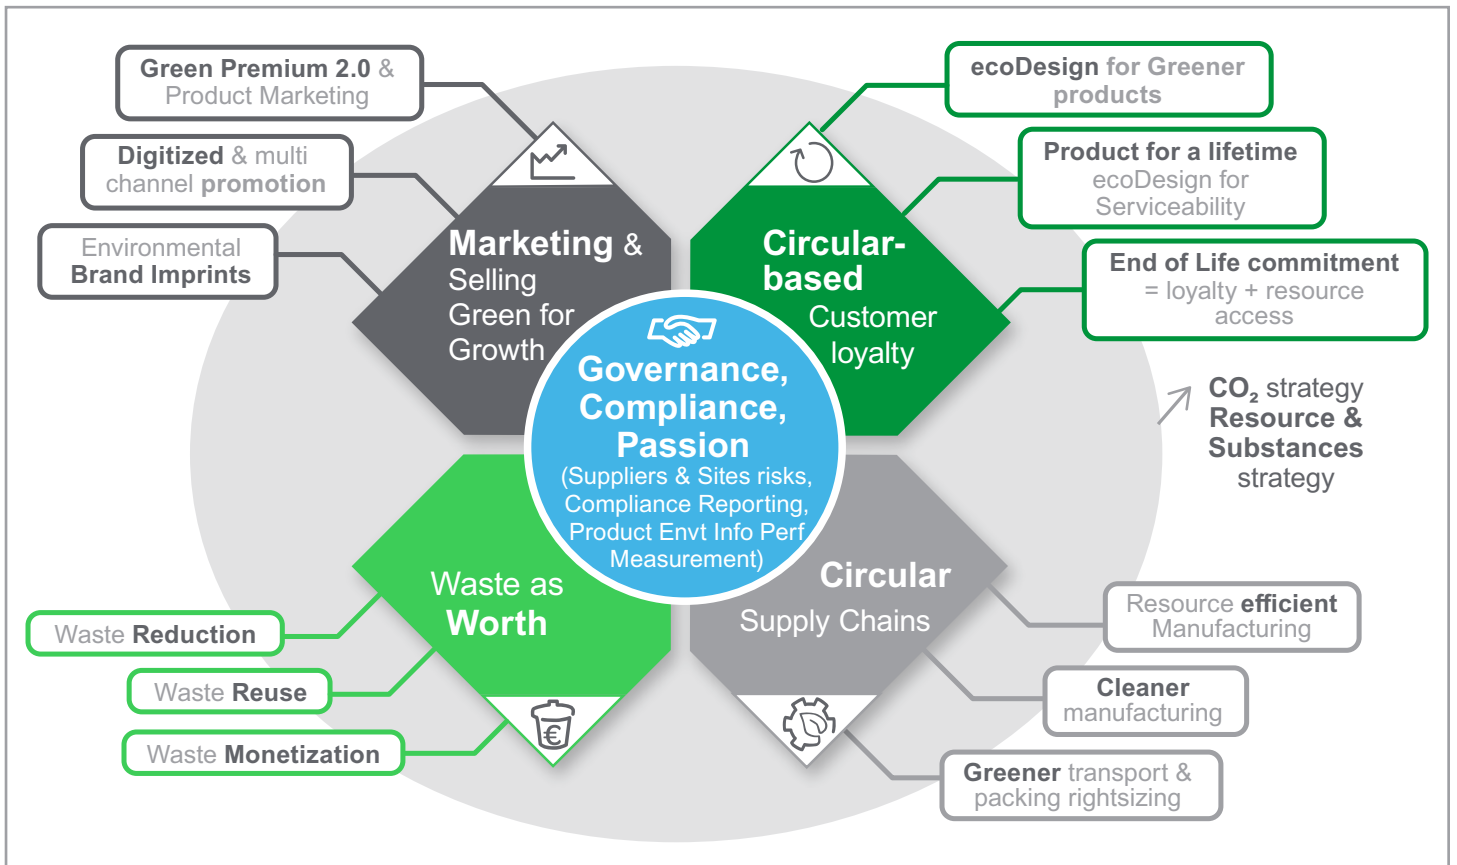 Green Premium 2.0 &
Product Marketing
Digitized & multi
channel promotion
Environmental
Brand Imprints
Marketing &
Selling
Green for
Growth
ecoDesign for Greener
products
Product for a lifetime
ecoDesign for
Serviceability
End of Life commitment
= loyalty + resource
access
Circular-
based
Customer
loyalty
Governance,
Compliance,
Passion
(Suppliers & Sites risks,
Compliance Reporting,
Product Envt Info Perf
Measurement)
CO₂ strategy
Resource &
Substances
strategy
Waste as
Worth
Waste Reduction
Waste Reuse
Waste Monetization
€
Circular
Supply Chains
Resource efficient
Manufacturing
Cleaner
manufacturing
Greener transport &
packing rightsizing